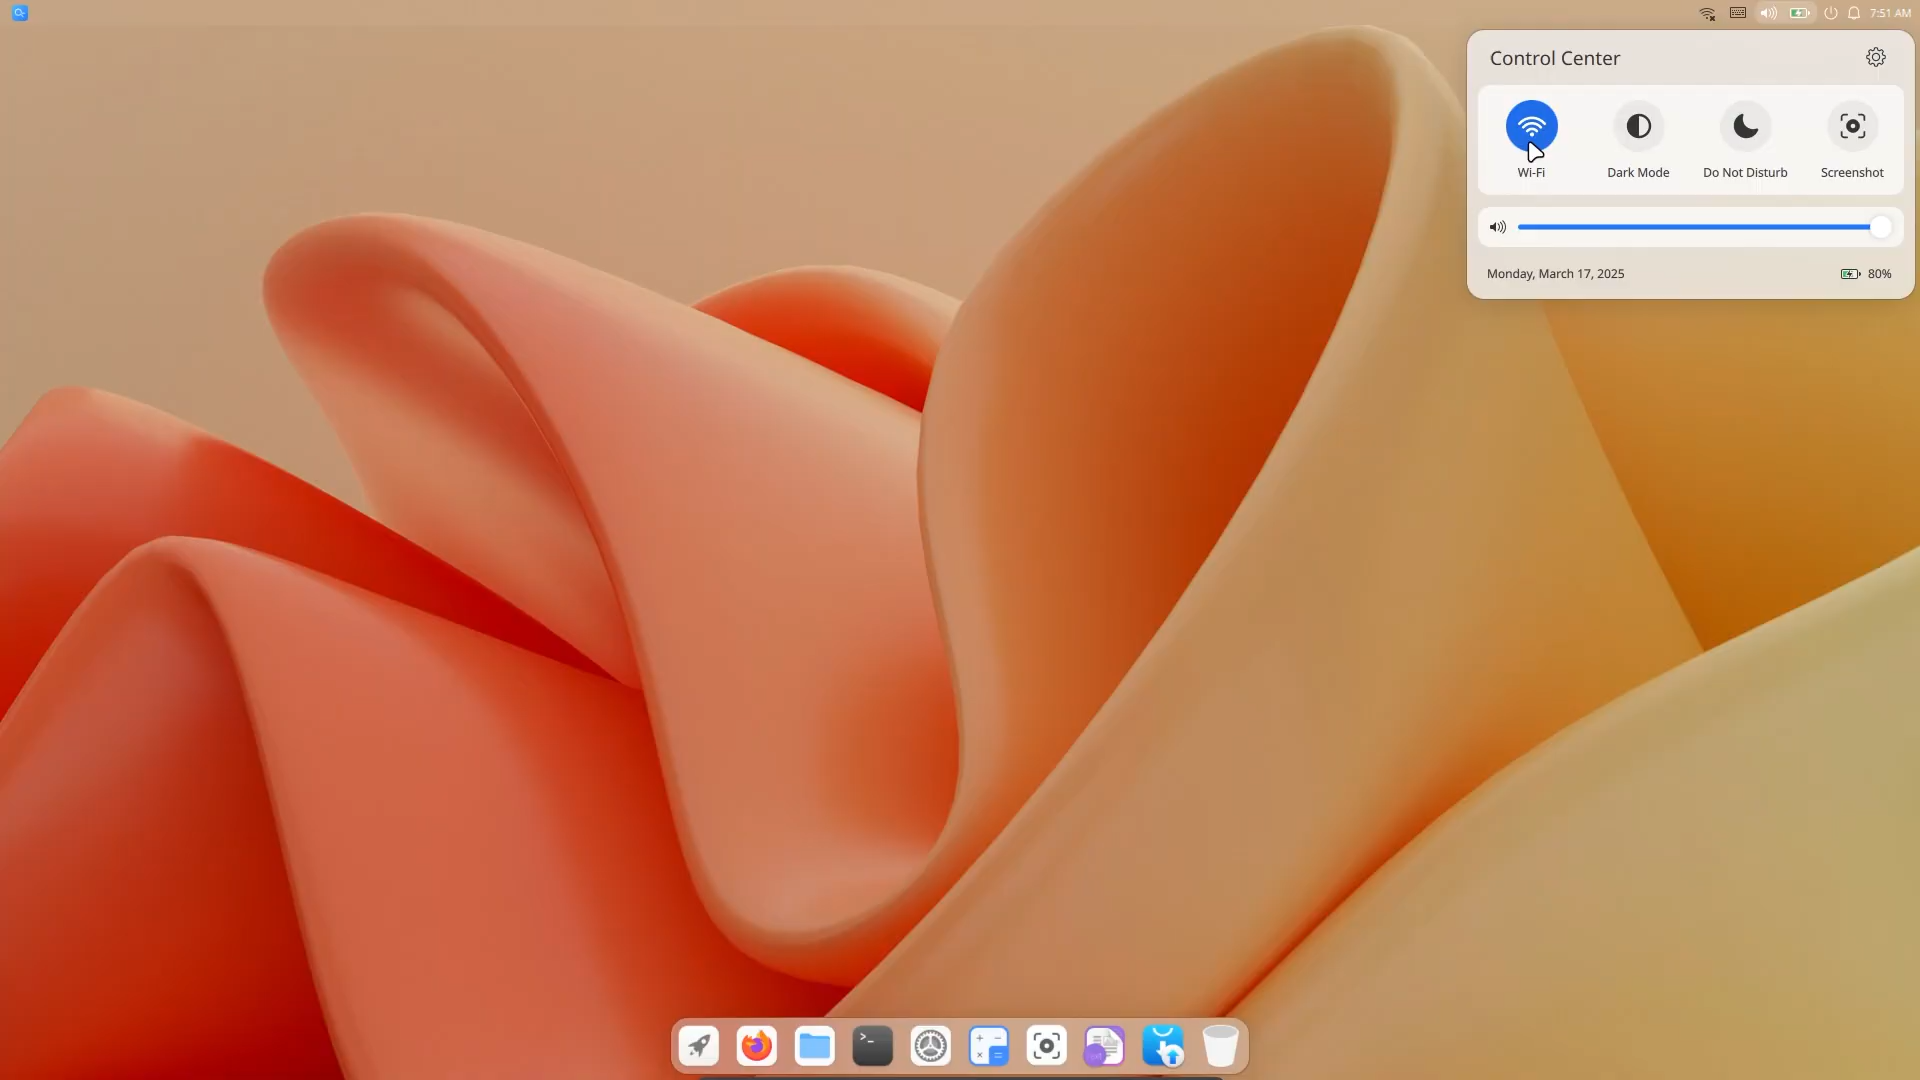 7:51 AM
Control Center
Wi-Fi
Dark Mode
Do Not Disturb
Screenshot
Monday, March 17, 2025
80%
>_